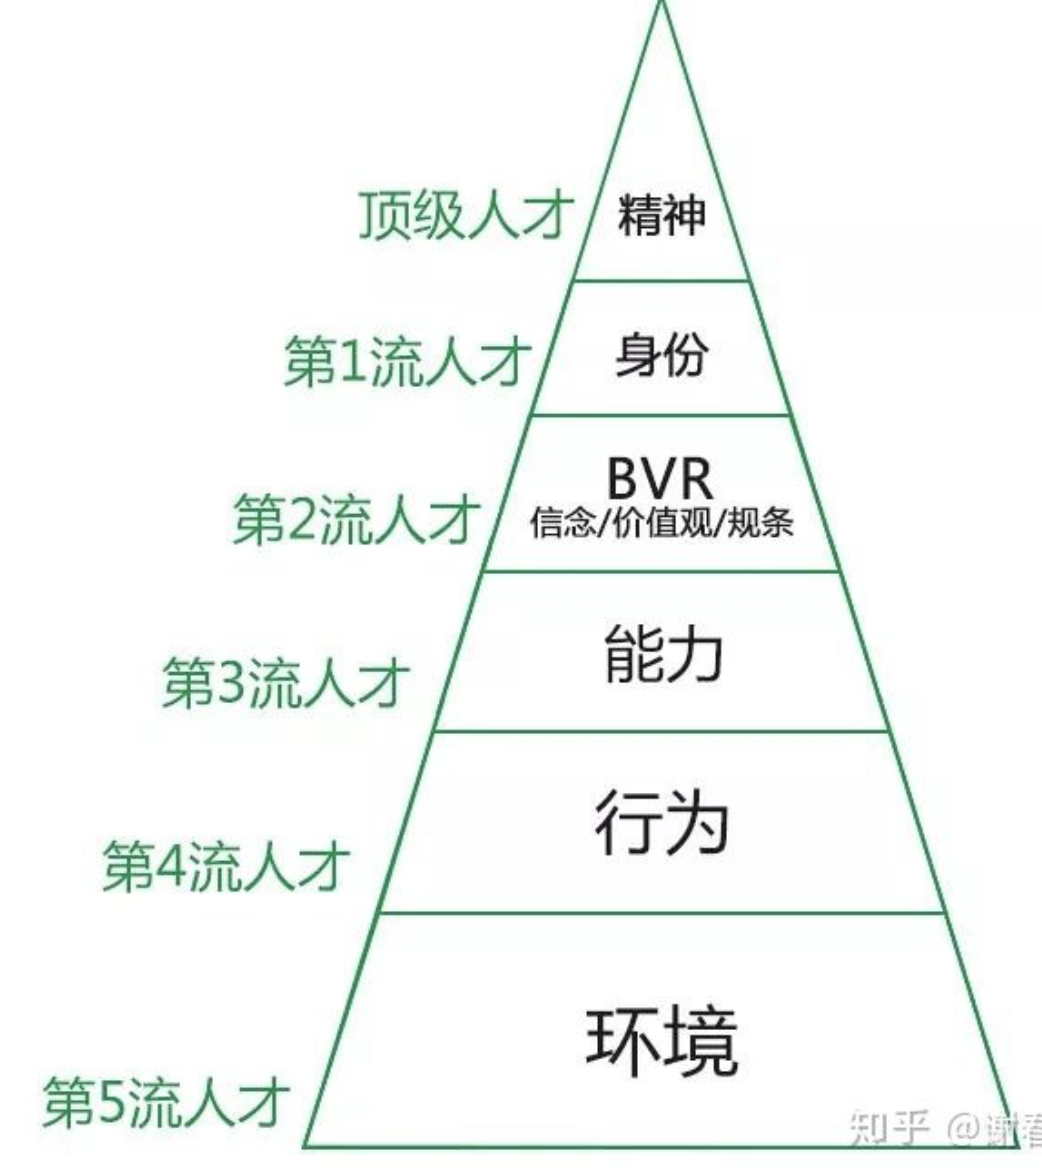 顶级人才
精神
第1流人才
身份
第2流人才
BVR
信念/价值观/规条
第3流人才
能力
第4流人才
行为
第5流人才
环境
知乎 @谢春